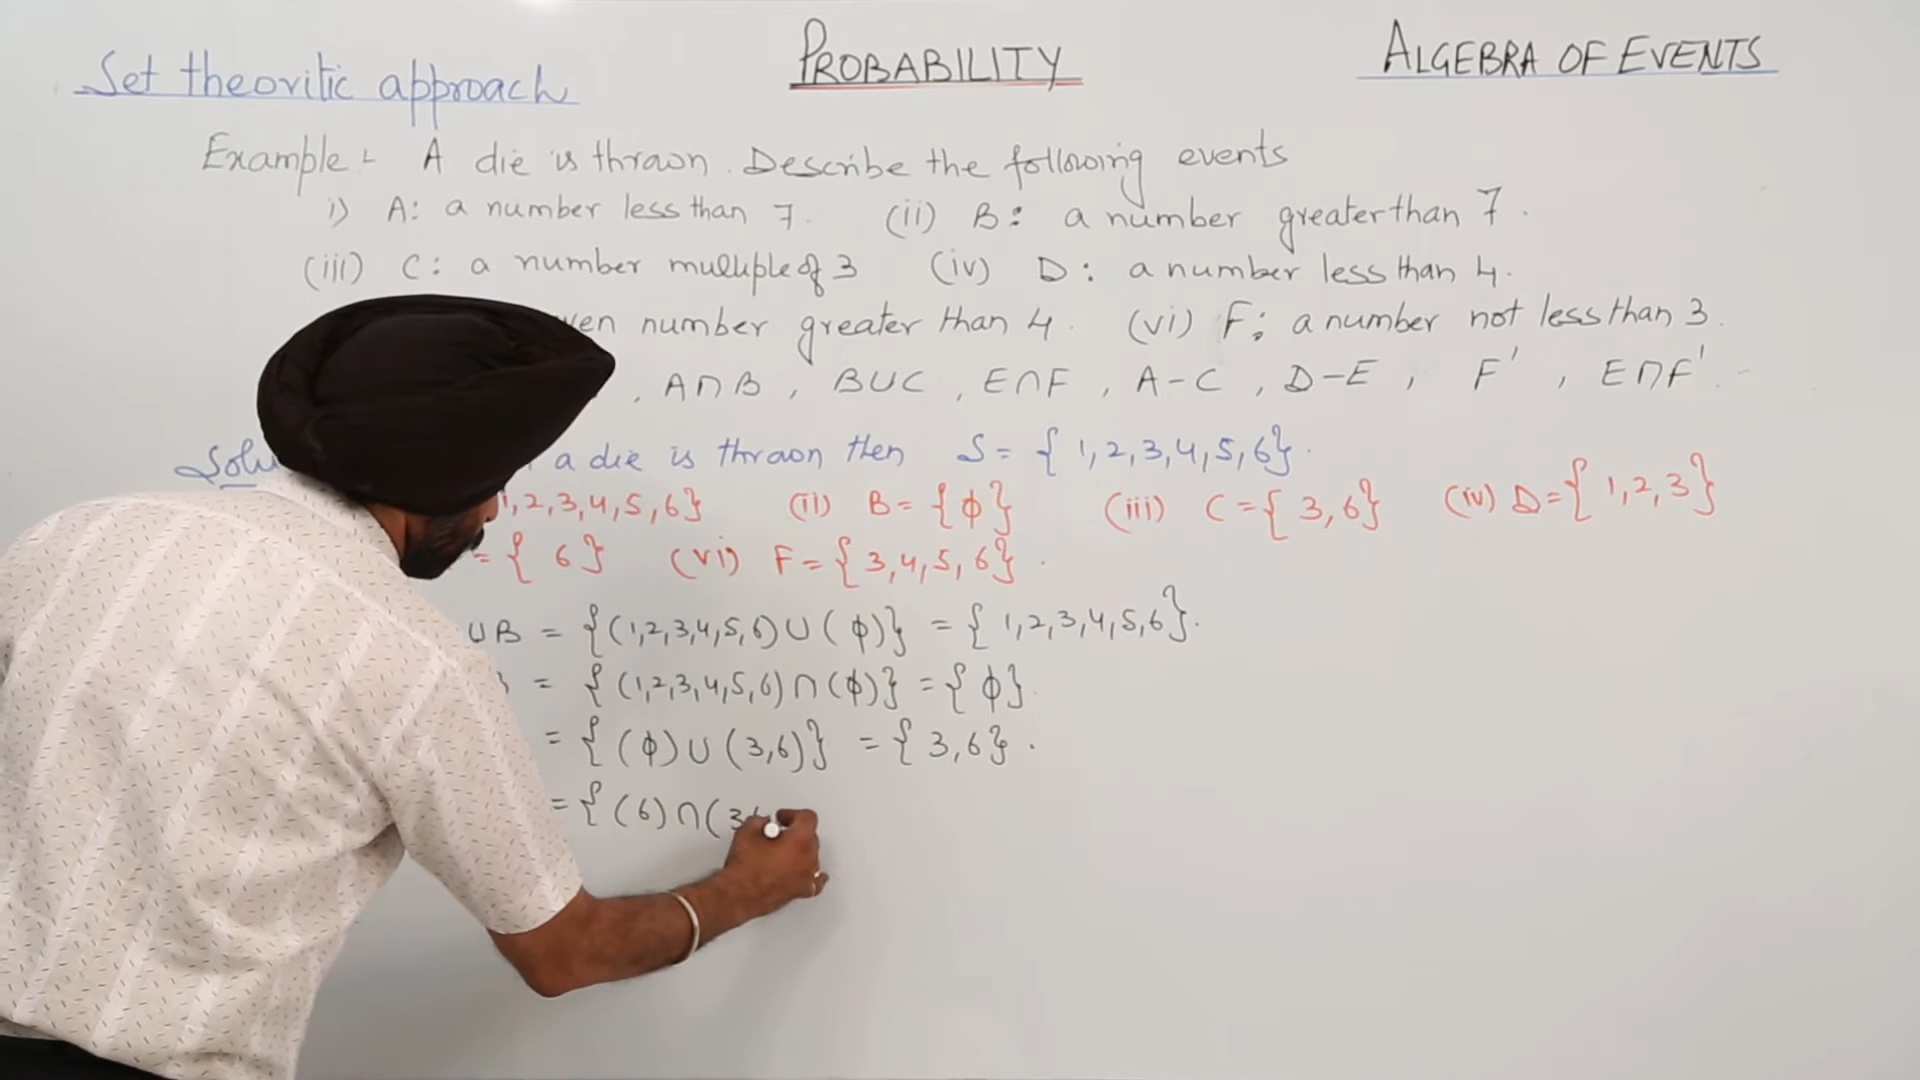 Set theoritic approach PROBABILITY ALGEBRA OF EVENTS
Example:- A die is thrown. Describe the following events
i) A: a number less than 7. (ii) B: a number greater than 7.
(iii) C: a number multiple of 3 (iv) D: a number less than 4.
number greater than 4. (vi) F: a number not less than 3.
, A∩B, B∪C, E∩F, A-C, D-E, F', E∩F'.
a die is thrown then S = {1,2,3,4,5,6}.
1,2,3,4,5,6} (ii) B = {φ} (iii) C = {3,6} (iv) D = {1,2,3}
= {6} (vi) F = {3,4,5,6}.
∪B = {(1,2,3,4,5,6)∪(φ)} = {1,2,3,4,5,6}.
= {(1,2,3,4,5,6)∩(φ)} = {φ}.
= {(φ)∪(3,6)} = {3,6}.
= {(6)∩(3